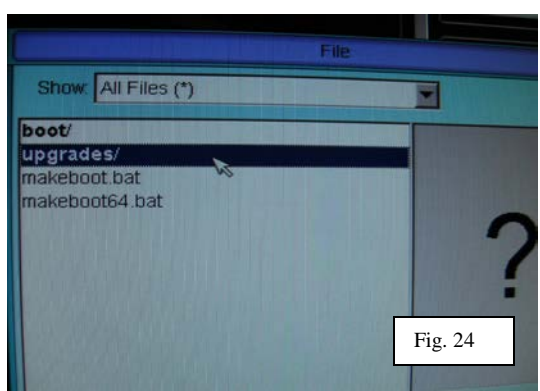 File
Show: All Files (*)
boot/
upgrades/
makeboot.bat
makeboot64.bat
?
Fig. 24